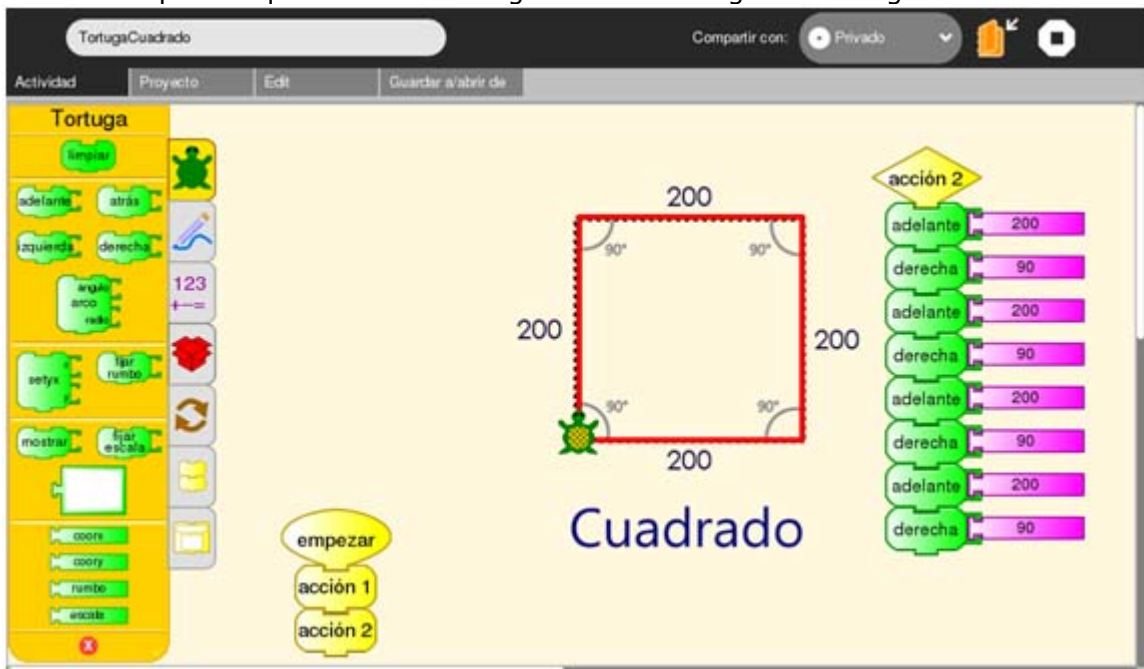 TortugaCuadrado
Compartir con:
Privado
Actividad
Proyecto
Edit
Guardar a/abrir de
Tortuga
limpiar
adelante
atrás
izquierda
derecha
angulo
arco
radio
setyx
fijar
rumbo
mostrar
fijar
escala
coorx
coory
rumbo
escala
x
123
+−=
empezar
acción 1
acción 2
200
90°
90°
200
200
90°
90°
200
Cuadrado
acción 2
adelante 200
derecha 90
adelante 200
derecha 90
adelante 200
derecha 90
adelante 200
derecha 90